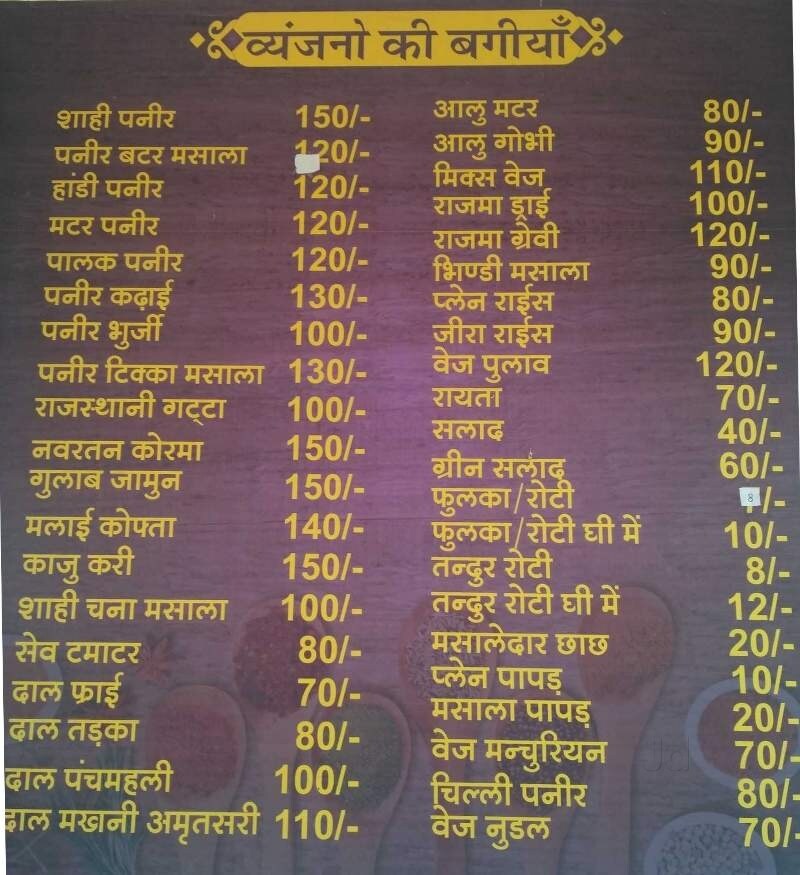 व्यंजनो की बगीयाँ
शाही पनीर 150/-
पनीर बटर मसाला 120/-
हांडी पनीर 120/-
मटर पनीर 120/-
पालक पनीर 120/-
पनीर कढ़ाई 130/-
पनीर भुर्जी 100/-
पनीर टिक्का मसाला 130/-
राजस्थानी गट्टा 100/-
नवरतन कोरमा 150/-
गुलाब जामुन 150/-
मलाई कोफ्ता 140/-
काजु करी 150/-
शाही चना मसाला 100/-
सेव टमाटर 80/-
दाल फ्राई 70/-
दाल तड़का 80/-
दाल पंचमहली 100/-
दाल मखानी अमृतसरी 110/-
आलु मटर 80/-
आलु गोभी 90/-
मिक्स वेज 110/-
राजमा ड्राई 100/-
राजमा ग्रेवी 120/-
भिण्डी मसाला 90/-
प्लेन राईस 80/-
जीरा राईस 90/-
वेज पुलाव 120/-
रायता 70/-
सलाद 40/-
ग्रीन सलाद 60/-
फुलका/रोटी 8/-
फुलका/रोटी घी में 10/-
तन्दुर रोटी 8/-
तन्दुर रोटी घी में 12/-
मसालेदार छाछ 20/-
प्लेन पापड़ 10/-
मसाला पापड़ 20/-
वेज मन्चुरियन 70/-
चिल्ली पनीर 80/-
वेज नुडल 70/-